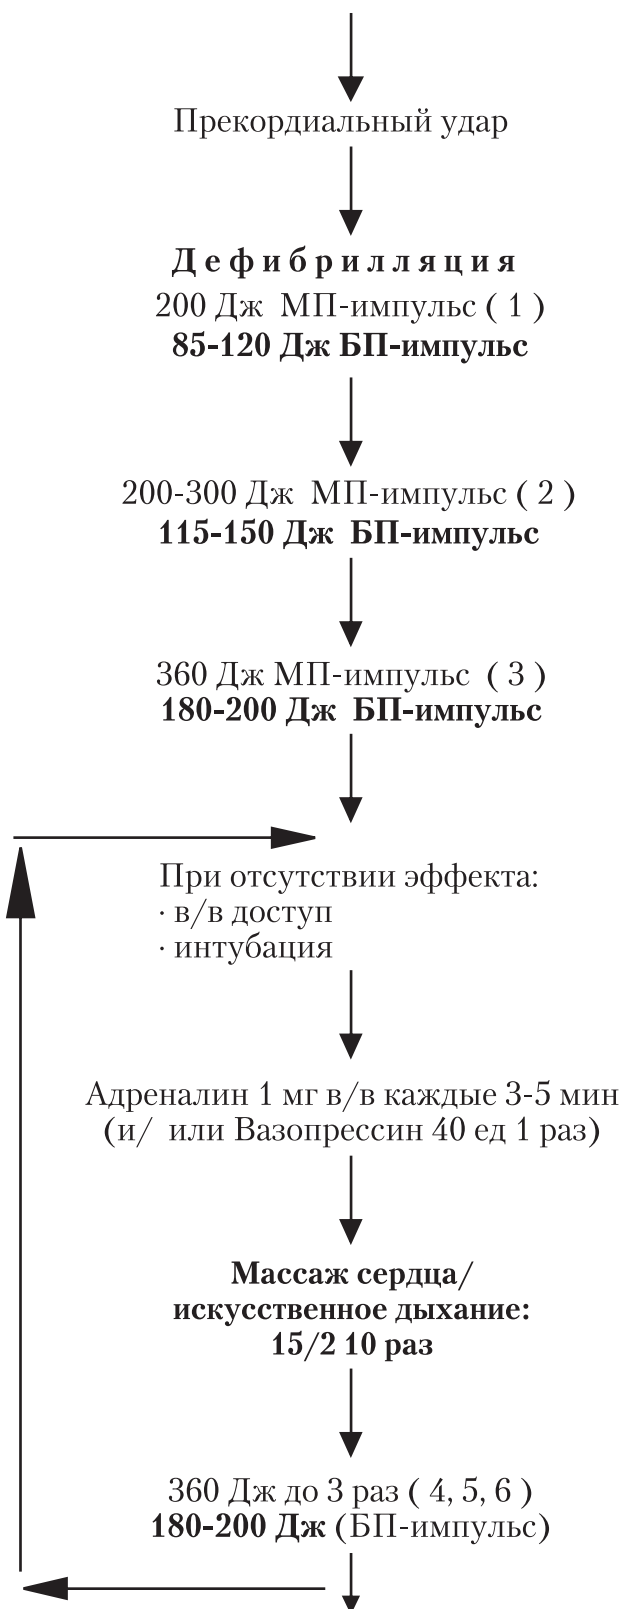 Прекордиальный удар
Дефибрилляция
200 Дж МП-импульс ( 1 )
85-120 Дж БП-импульс
200-300 Дж МП-импульс ( 2 )
115-150 Дж БП-импульс
360 Дж МП-импульс ( 3 )
180-200 Дж БП-импульс
При отсутствии эффекта:
· в/в доступ
· интубация
Адреналин 1 мг в/в каждые 3-5 мин
(и/ или Вазопрессин 40 ед 1 раз)
Массаж сердца/
искусственное дыхание:
15/2 10 раз
360 Дж до 3 раз ( 4, 5, 6 )
180-200 Дж (БП-импульс)